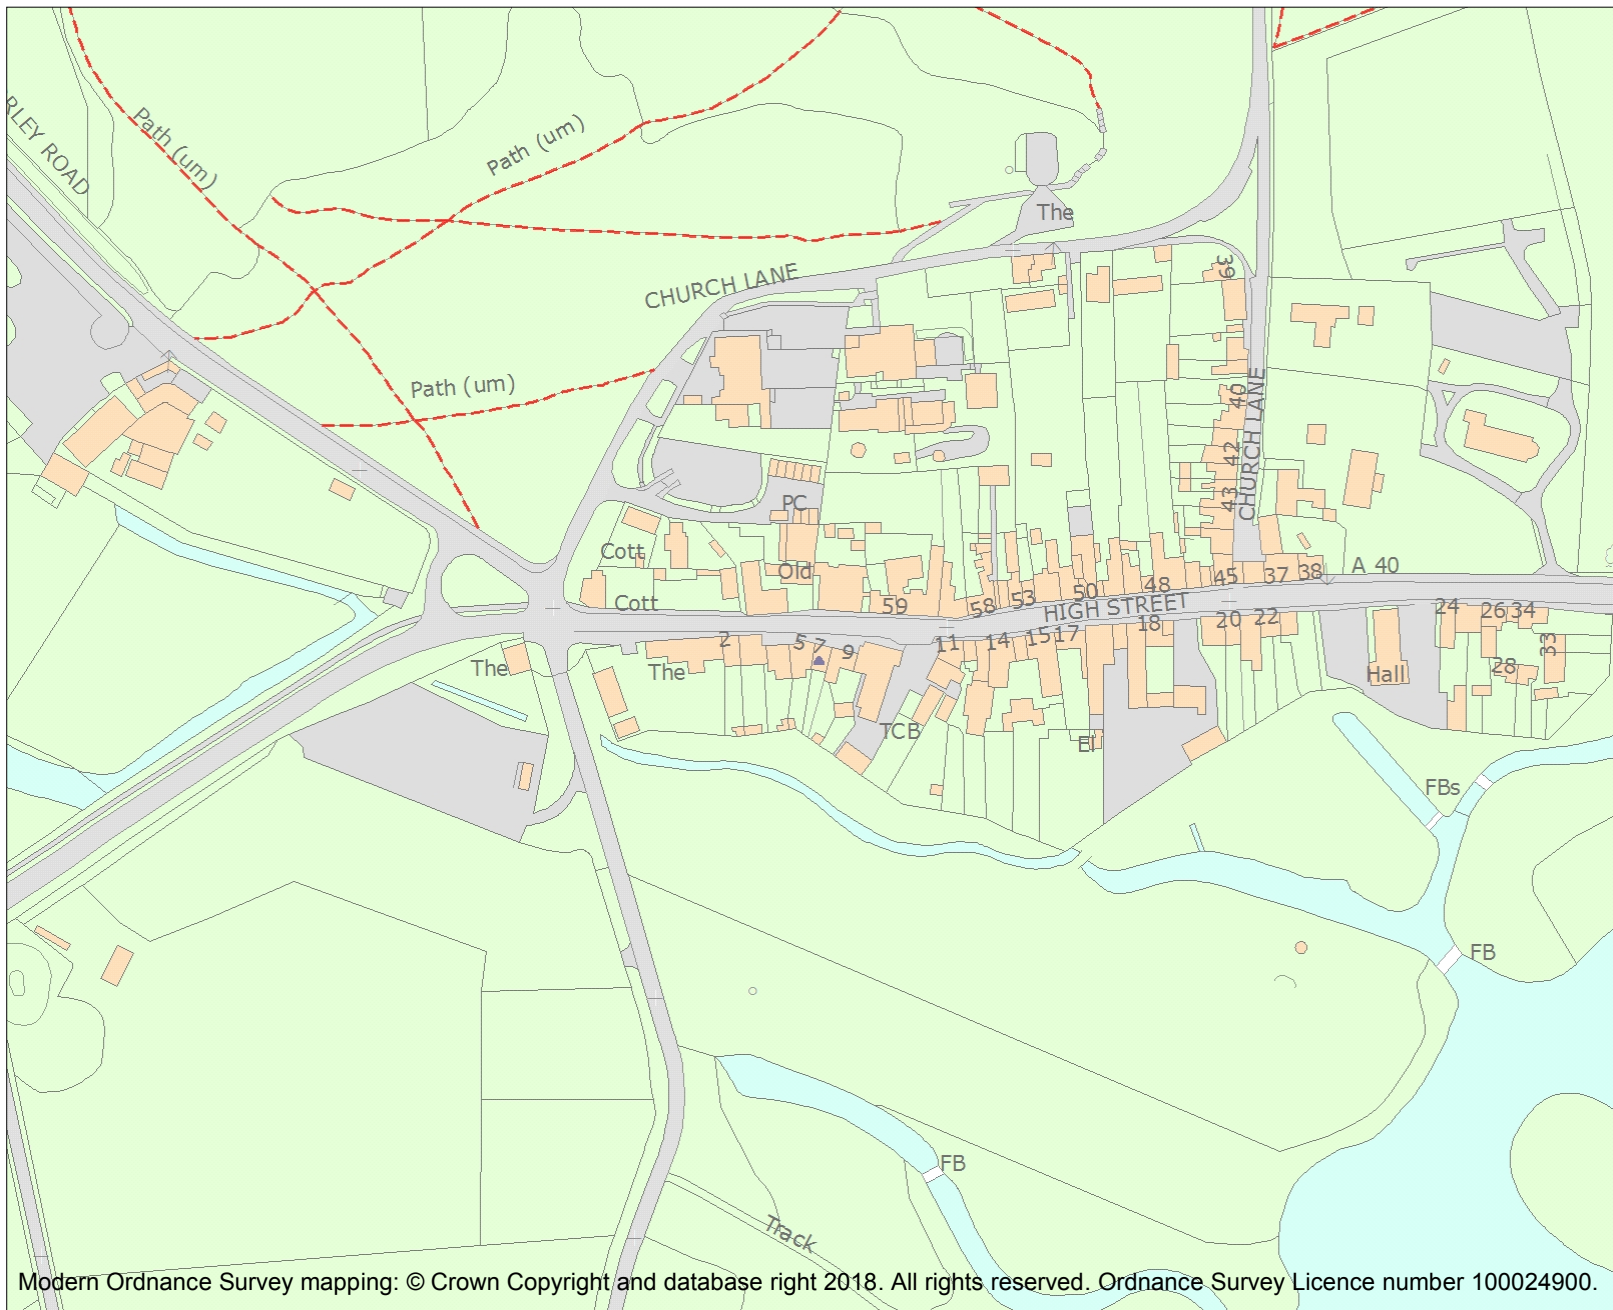 RLEY ROAD
Path (um)
Path (um)
The
CHURCH LANE
39
Path (um)
40
CHURCH LANE
42
43
PC
Cott
Old
A 40
Cott
59
58
53
50
48
45
37
38
HIGH STREET
2
5
7
9
11
14
15
17
18
20
22
24
26
34
33
28
The
The
Hall
TCB
El
FBs
FB
FB
Track
Modern Ordnance Survey mapping: © Crown Copyright and database right 2018. All rights reserved. Ordnance Survey Licence number 100024900.